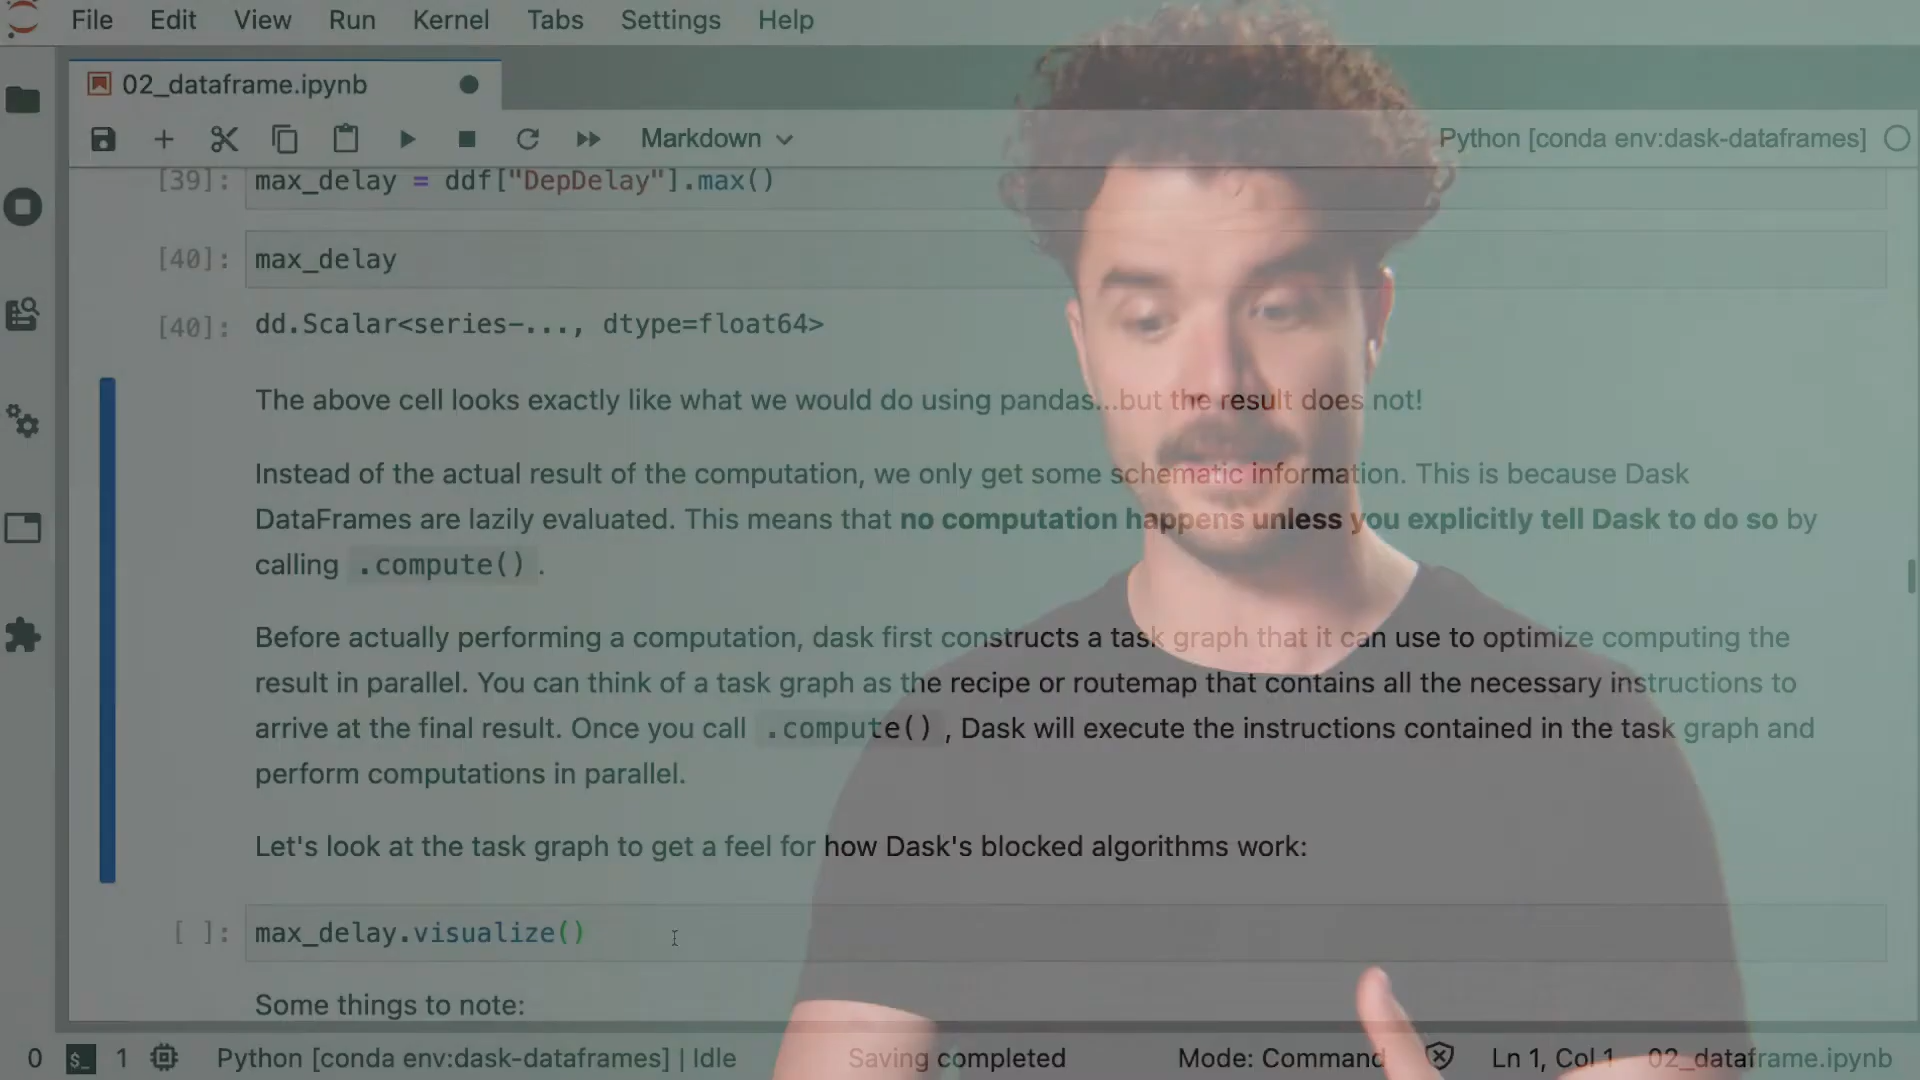 File Edit View Run Kernel Tabs Settings Help
02_dataframe.ipynb
Markdown
Python [conda env:dask-dataframes]
[39]: max_delay = ddf["DepDelay"].max()
[40]: max_delay
[40]: dd.Scalar<series-..., dtype=float64>
The above cell looks exactly like what we would do using pandas...but the result does not!
Instead of the actual result of the computation, we only get some schematic information. This is because Dask
DataFrames are lazily evaluated. This means that no computation happens unless you explicitly tell Dask to do so by
calling .compute() .
Before actually performing a computation, dask first constructs a task graph that it can use to optimize computing the
result in parallel. You can think of a task graph as the recipe or routemap that contains all the necessary instructions to
arrive at the final result. Once you call .compute() , Dask will execute the instructions contained in the task graph and
perform computations in parallel.
Let's look at the task graph to get a feel for how Dask's blocked algorithms work:
[ ]: max_delay.visualize()
Some things to note:
0 $_ 1 Python [conda env:dask-dataframes] | Idle Saving completed Mode: Command Ln 1, Col 1 02_dataframe.ipynb